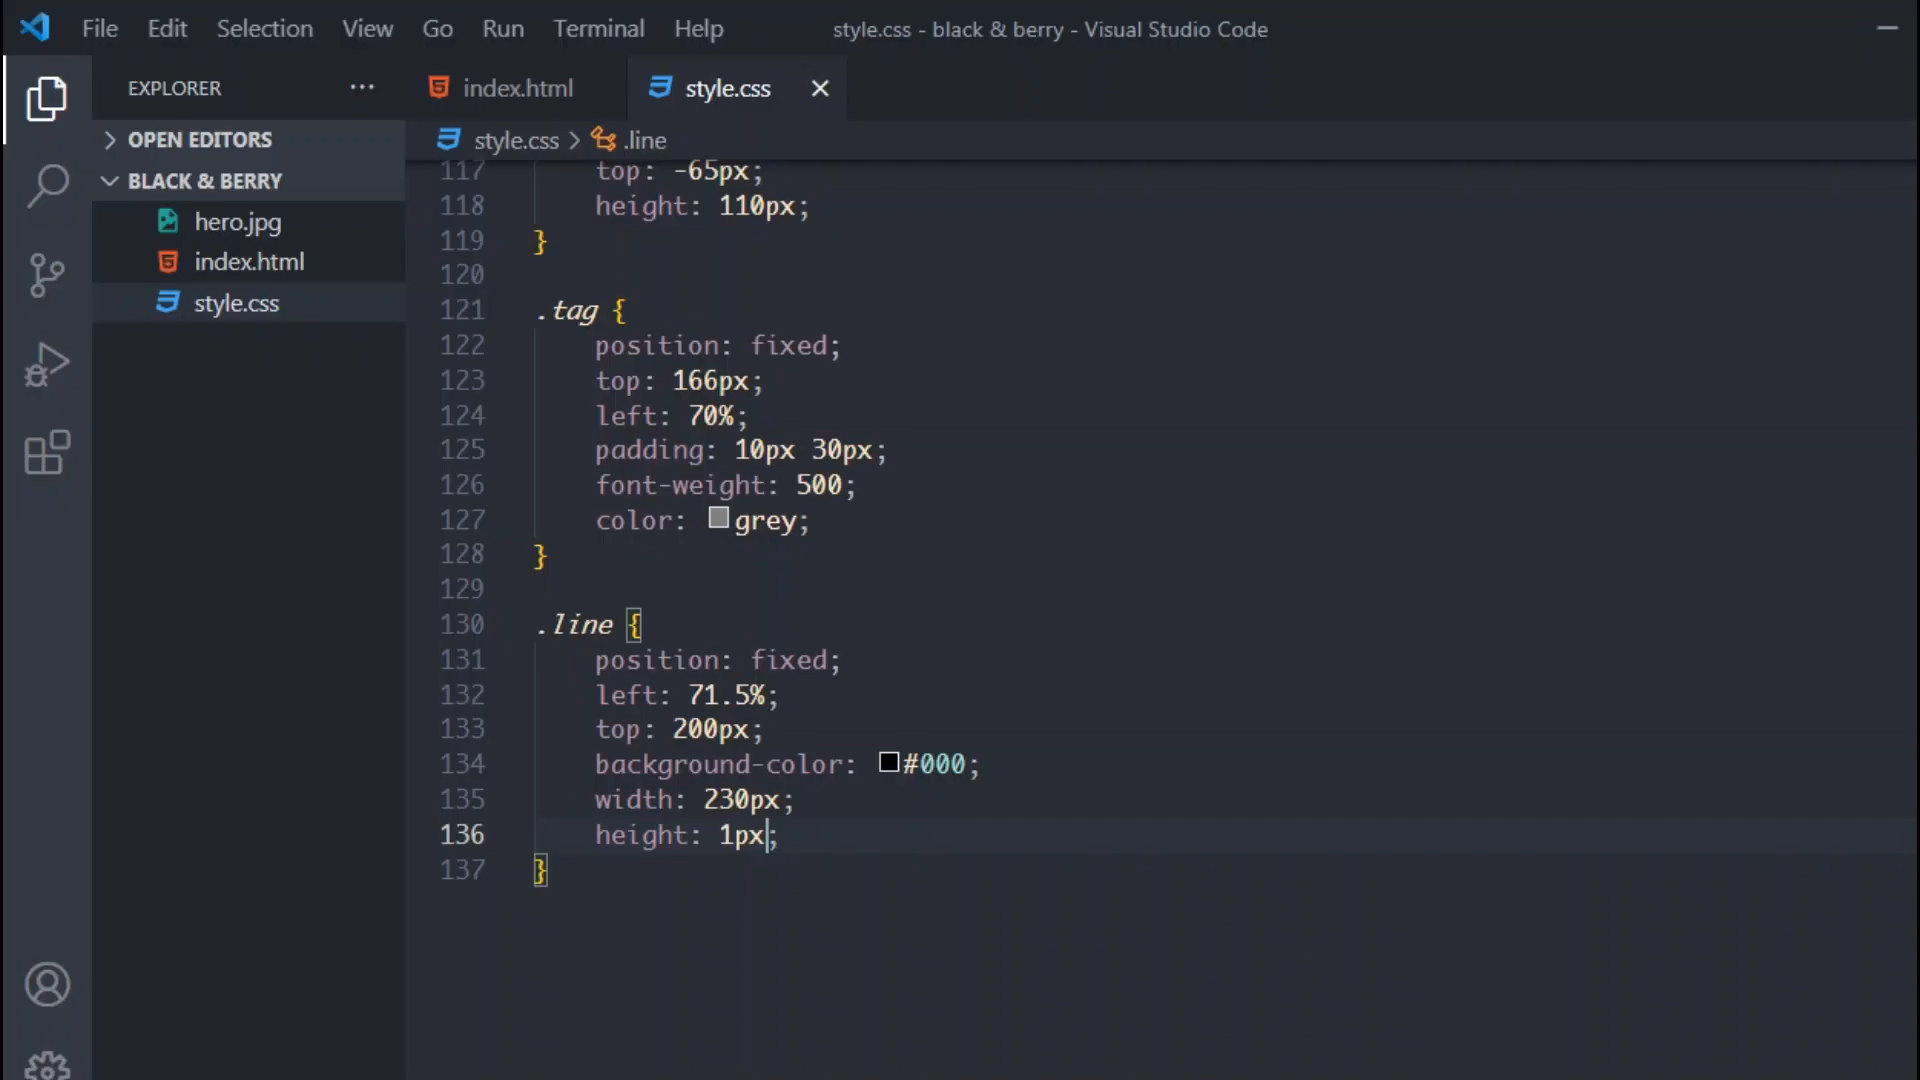 File Edit Selection View Go Run Terminal Help style.css - black & berry - Visual Studio Code
EXPLORER ··· index.html style.css
OPEN EDITORS
BLACK & BERRY
hero.jpg
index.html
style.css
style.css > .line
117 top: -65px;
118 height: 110px;
119 }
120
121 .tag {
122 position: fixed;
123 top: 166px;
124 left: 70%;
125 padding: 10px 30px;
126 font-weight: 500;
127 color: grey;
128 }
129
130 .line {
131 position: fixed;
132 left: 71.5%;
133 top: 200px;
134 background-color: #000;
135 width: 230px;
136 height: 1px;
137 }